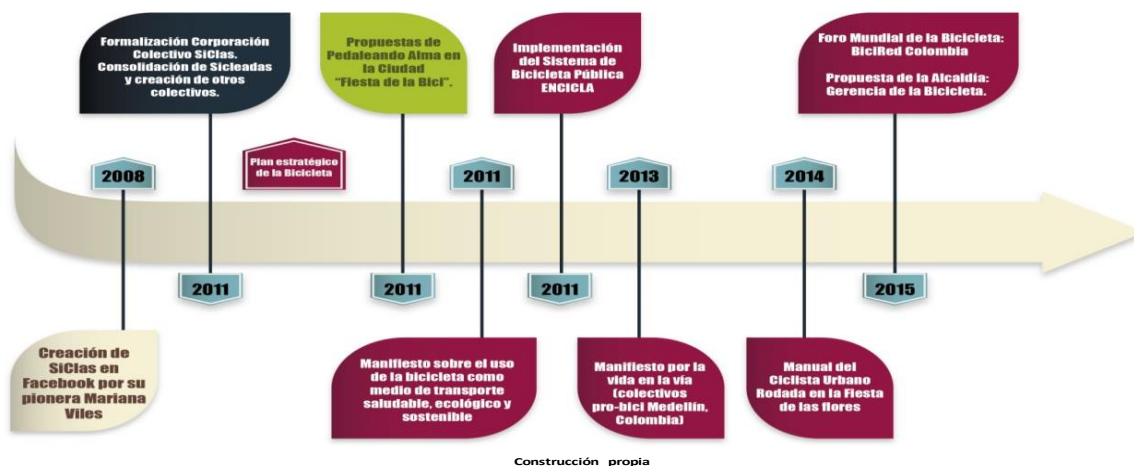 Formalización Corporación
Colectivo SiClas.
Consolidación de Sicleadas
y creación de otros
colectivos.
Propuestas de
Pedaleando Alma en
la Ciudad
"Fiesta de la Bici".
Implementación
del Sistema de
Bicicleta Pública
ENCICLA
Foro Mundial de la Bicicleta:
BiciRed Colombia
Propuesta de la Alcaldía:
Gerencia de la Bicicleta.
2008
Plan estratégico
de la Bicicleta
2011
2013
2014
2011
2011
2011
2015
Creación de
SiClas en
Facebook por su
pionera Mariana
Viles
Manifiesto sobre el uso
de la bicicleta como
medio de transporte
saludable, ecológico y
sostenible
Manifiesto por la
vida en la vía
(colectivos
pro-bici Medellín,
Colombia)
Manual del
Ciclista Urbano
Rodada en la Fiesta
de las flores
Construcción propia